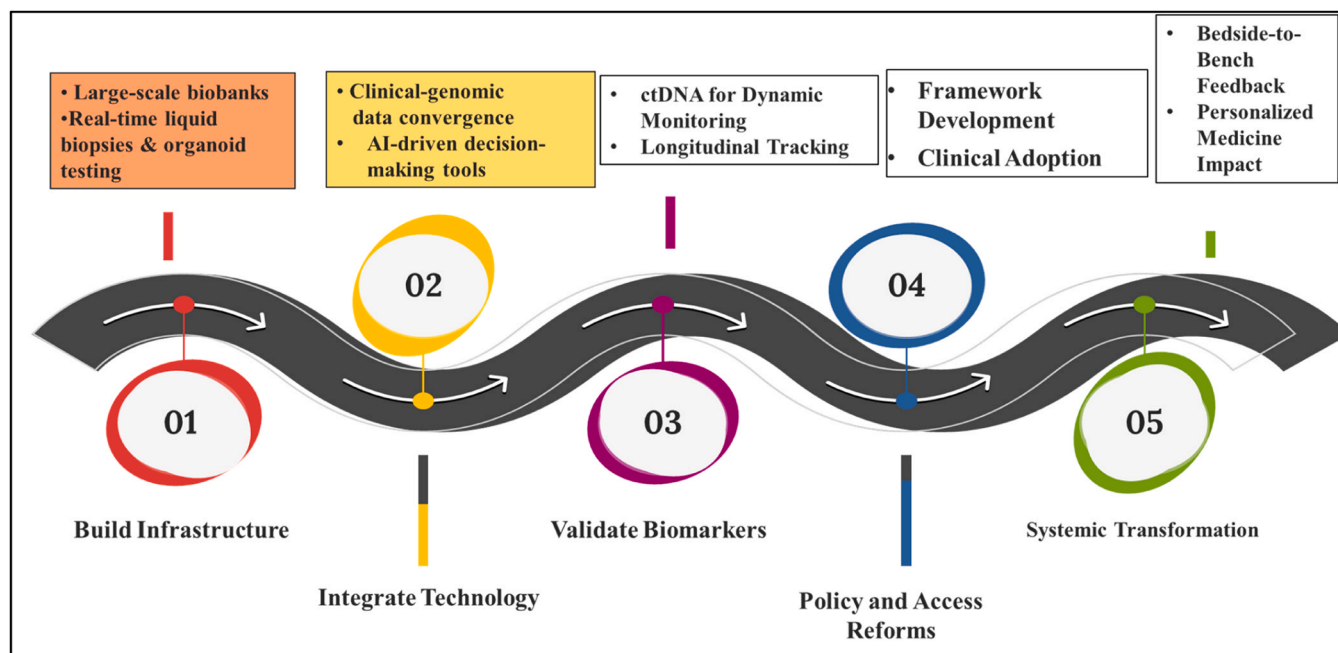 • Large-scale biobanks
•Real-time liquid
biopsies & organoid
testing
• Clinical-genomic
data convergence
• AI-driven decision-
making tools
• ctDNA for Dynamic
Monitoring
• Longitudinal Tracking
• Framework
Development
• Clinical Adoption
• Bedside-to-
Bench
Feedback
• Personalized
Medicine
Impact
01
02
03
04
05
Build Infrastructure
Integrate Technology
Validate Biomarkers
Policy and Access
Reforms
Systemic Transformation